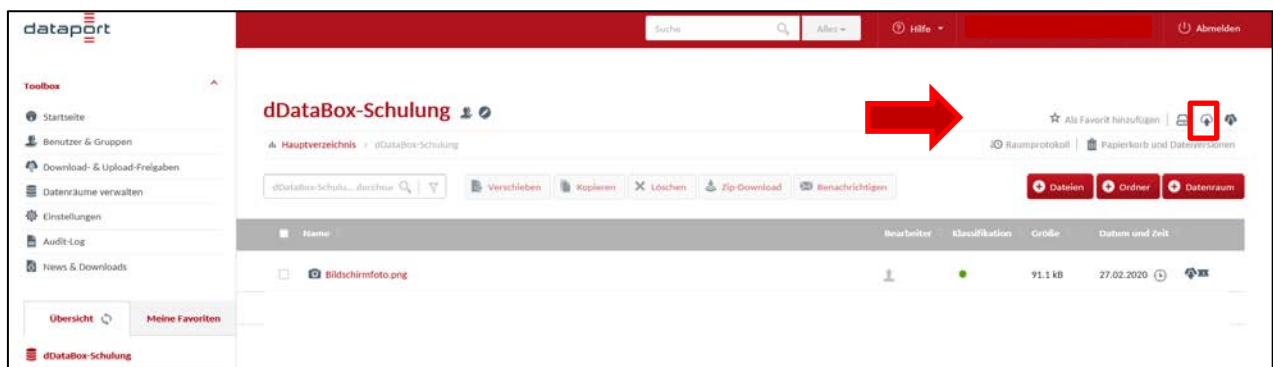 dataport
Suche
Alles
Hilfe
Abmelden
Toolbox
Startseite
Benutzer & Gruppen
Download- & Upload-Freigaben
Datenräume verwalten
Einstellungen
Audit-Log
News & Downloads
Übersicht
Meine Favoriten
dDataBox-Schulung
dDataBox-Schulung
Als Favorit hinzufügen
Hauptverzeichnis > dDataBox-Schulung
Raumprotokoll
Papierkorb und Dateiversionen
dDataBox-Schulu...
Verschieben
Kopieren
Löschen
Zip-Download
Benachrichtigen
Dateien
Ordner
Datenraum
Name
Bearbeiter
Klassifikation
Größe
Datum und Zeit
Bildschirmfoto.png
91.1 kB
27.02.2020